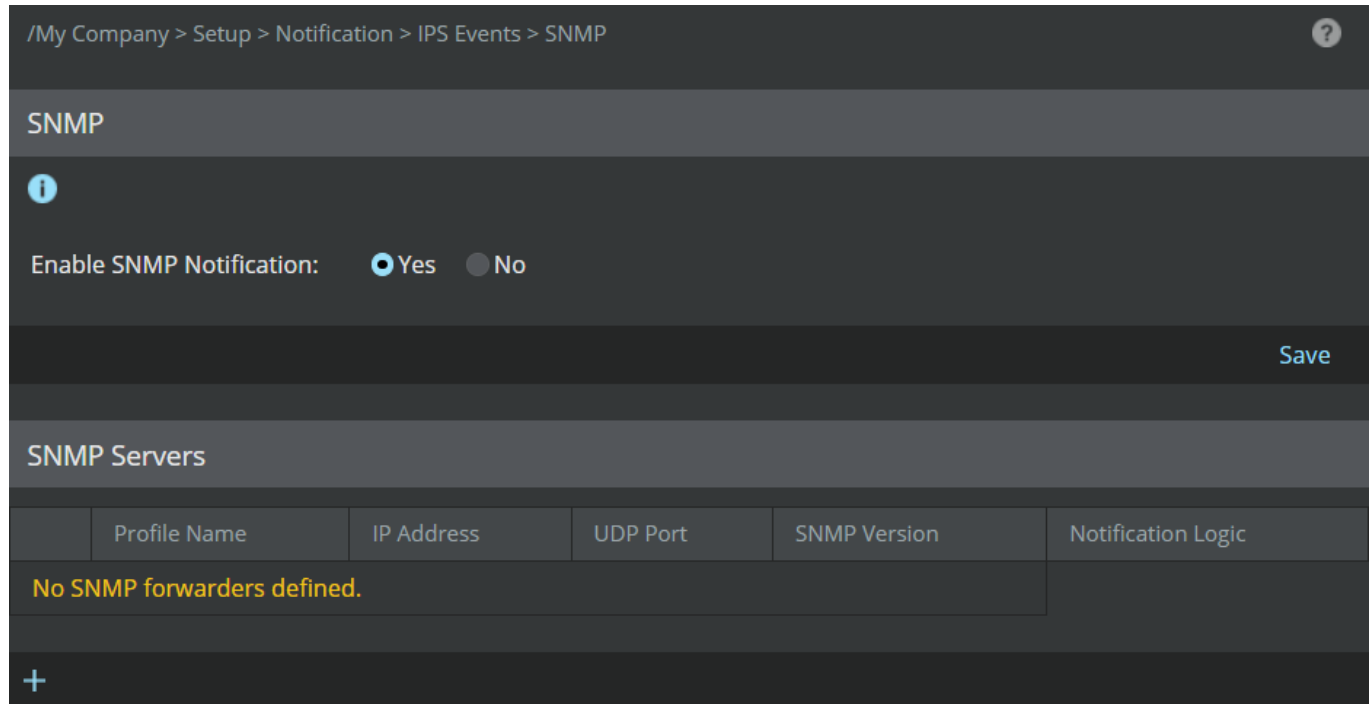 /My Company > Setup > Notification > IPS Events > SNMP ?
SNMP
i
Enable SNMP Notification: Yes No
Save
SNMP Servers
Profile Name IP Address UDP Port SNMP Version Notification Logic
No SNMP forwarders defined.
+